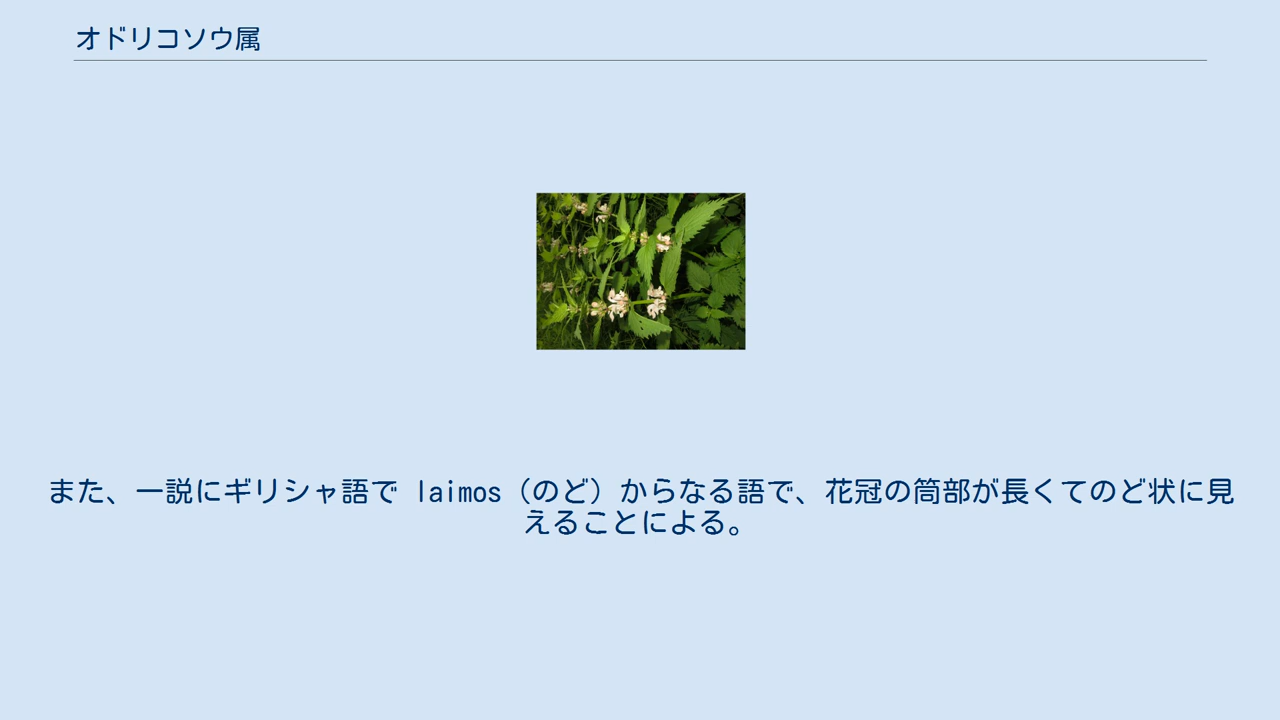 オドリコソウ属
また、一説にギリシャ語で laimos（のど）からなる語で、花冠の筒部が長くてのど状に見
えることによる。